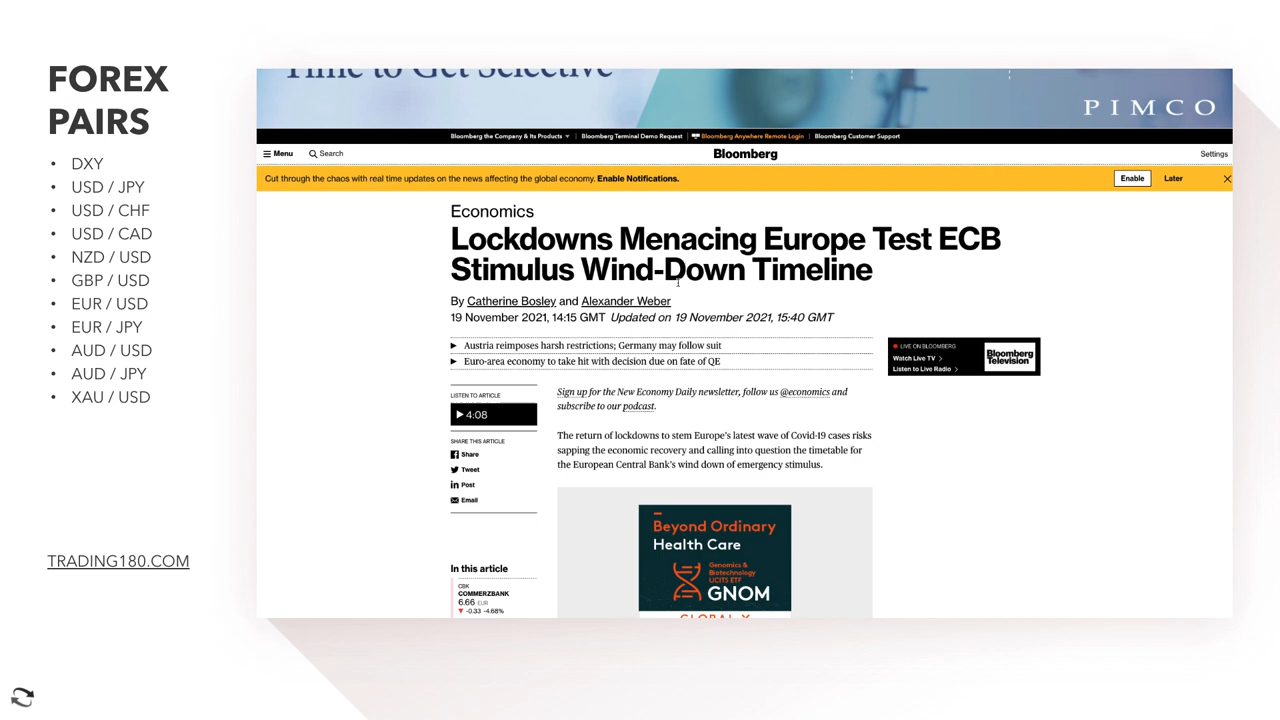 FOREX
PAIRS
• DXY
• USD / JPY
• USD / CHF
• USD / CAD
• NZD / USD
• GBP / USD
• EUR / USD
• EUR / JPY
• AUD / USD
• AUD / JPY
• XAU / USD
TRADING180.COM
Time to Get Selective
PIMCO
Bloomberg the Company & Its Products
Bloomberg Terminal Demo Request
Bloomberg Anywhere Remote Login
Bloomberg Customer Support
Menu
Search
Bloomberg
Settings
Cut through the chaos with real time updates on the news affecting the global economy. Enable Notifications.
Enable
Later
Economics
Lockdowns Menacing Europe Test ECB
Stimulus Wind-Down Timeline
By Catherine Bosley and Alexander Weber
19 November 2021, 14:15 GMT Updated on 19 November 2021, 15:40 GMT
Austria reimposes harsh restrictions; Germany may follow suit
Euro-area economy to take hit with decision due on fate of QE
LIVE ON BLOOMBERG
Watch Live TV
Listen to Live Radio
Bloomberg
Television
LISTEN TO ARTICLE
4:08
SHARE THIS ARTICLE
Share
Tweet
Post
Email
Sign up for the New Economy Daily newsletter, follow us @economics and
subscribe to our podcast.
The return of lockdowns to stem Europe's latest wave of Covid-19 cases risks
sapping the economic recovery and calling into question the timetable for
the European Central Bank's wind down of emergency stimulus.
Beyond Ordinary
Health Care
Genomics &
Biotechnology
UCITS ETF
GNOM
GLOBAL X
In this article
CBK
COMMERZBANK
6.66 EUR
▼ -0.33 -4.68%